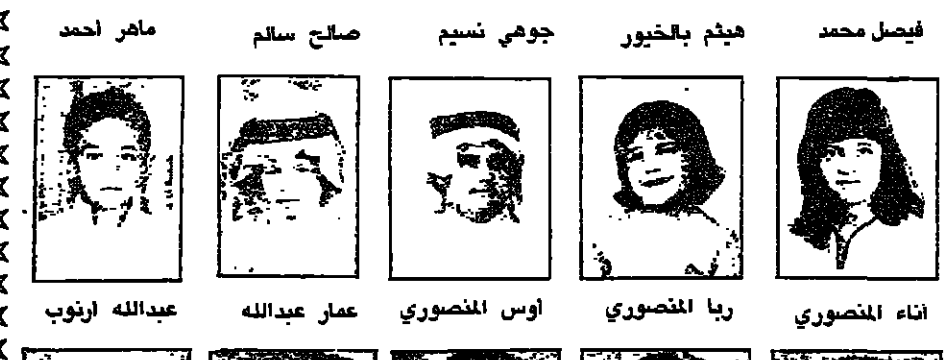 فيصل محمد هيثم بالخيور جوهي نسيم صالح سالم ماهر احمد
أناء المنصوري ربا المنصوري أوس المنصوري عمار عبدالله عبدالله ارنوب